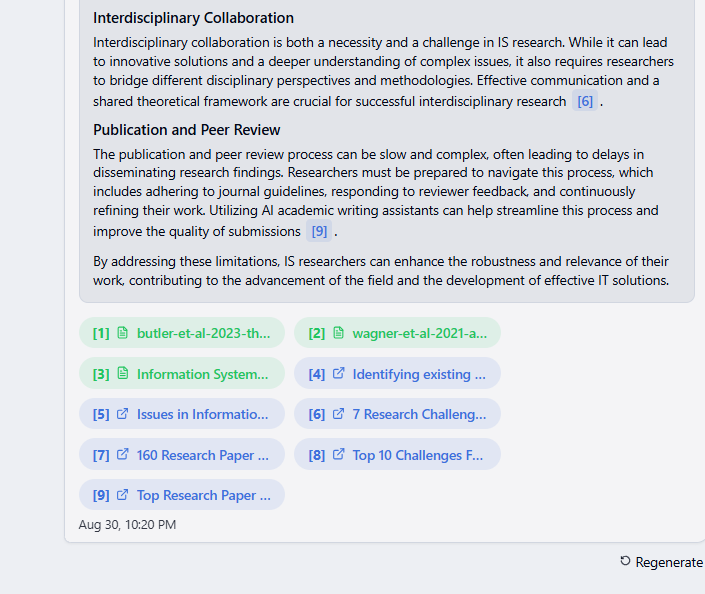 Interdisciplinary Collaboration
Interdisciplinary collaboration is both a necessity and a challenge in IS research. While it can lead
to innovative solutions and a deeper understanding of complex issues, it also requires researchers
to bridge different disciplinary perspectives and methodologies. Effective communication and a
shared theoretical framework are crucial for successful interdisciplinary research [6] .
Publication and Peer Review
The publication and peer review process can be slow and complex, often leading to delays in
disseminating research findings. Researchers must be prepared to navigate this process, which
includes adhering to journal guidelines, responding to reviewer feedback, and continuously
refining their work. Utilizing AI academic writing assistants can help streamline this process and
improve the quality of submissions [9] .
By addressing these limitations, IS researchers can enhance the robustness and relevance of their
work, contributing to the advancement of the field and the development of effective IT solutions.
[1] butler-et-al-2023-th... [2] wagner-et-al-2021-a...
[3] Information System... [4] Identifying existing ...
[5] Issues in Informatio... [6] 7 Research Challeng...
[7] 160 Research Paper ... [8] Top 10 Challenges F...
[9] Top Research Paper ...
Aug 30, 10:20 PM
Regenerate